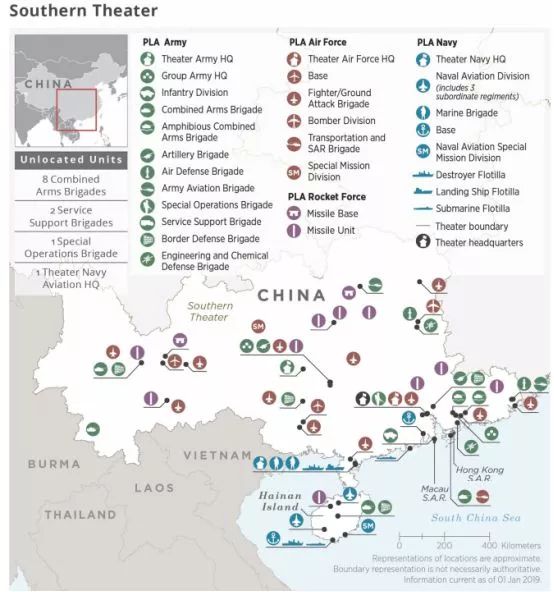 Southern Theater
CHINA
Unlocated Units
8 Combined
Arms Brigades
2 Service
Support Brigades
1 Special
Operations Brigade
1 Theater Navy
Aviation HQ
PLA Army
Theater Army HQ
Group Army HQ
Infantry Division
Combined Arms Brigade
Amphibious Combined
Arms Brigade
Artillery Brigade
Air Defense Brigade
Army Aviation Brigade
Special Operations Brigade
Service Support Brigade
Border Defense Brigade
Engineering and Chemical
Defense Brigade
PLA Air Force
Theater Air Force HQ
Base
Fighter/Ground
Attack Brigade
Bomber Division
Transportation and
SAR Brigade
SM
Special Mission
Division
PLA Rocket Force
Missile Base
Missile Unit
PLA Navy
Theater Navy HQ
Naval Aviation Division
(includes 3
subordinate regiments)
Marine Brigade
Base
SM
Naval Aviation Special
Mission Division
Destroyer Flotilla
Landing Ship Flotilla
Submarine Flotilla
Theater boundary
Theater headquarters
CHINA
Southern
Theater
SM
BURMA
VIETNAM
LAOS
THAILAND
Hainan
Island
SM
Macau
S.A.R.
Hong Kong
S.A.R.
South China Sea
0 200 400 Kilometers
Representations of locations are approximate.
Boundary representation is not necessarily authoritative.
Information current as of 01 Jan 2019.